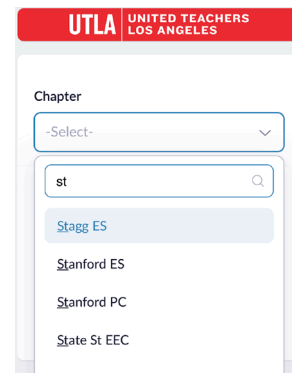 UTLA UNITED TEACHERS
LOS ANGELES
Chapter
-Select-
st
Stagg ES
Stanford ES
Stanford PC
State St EEC